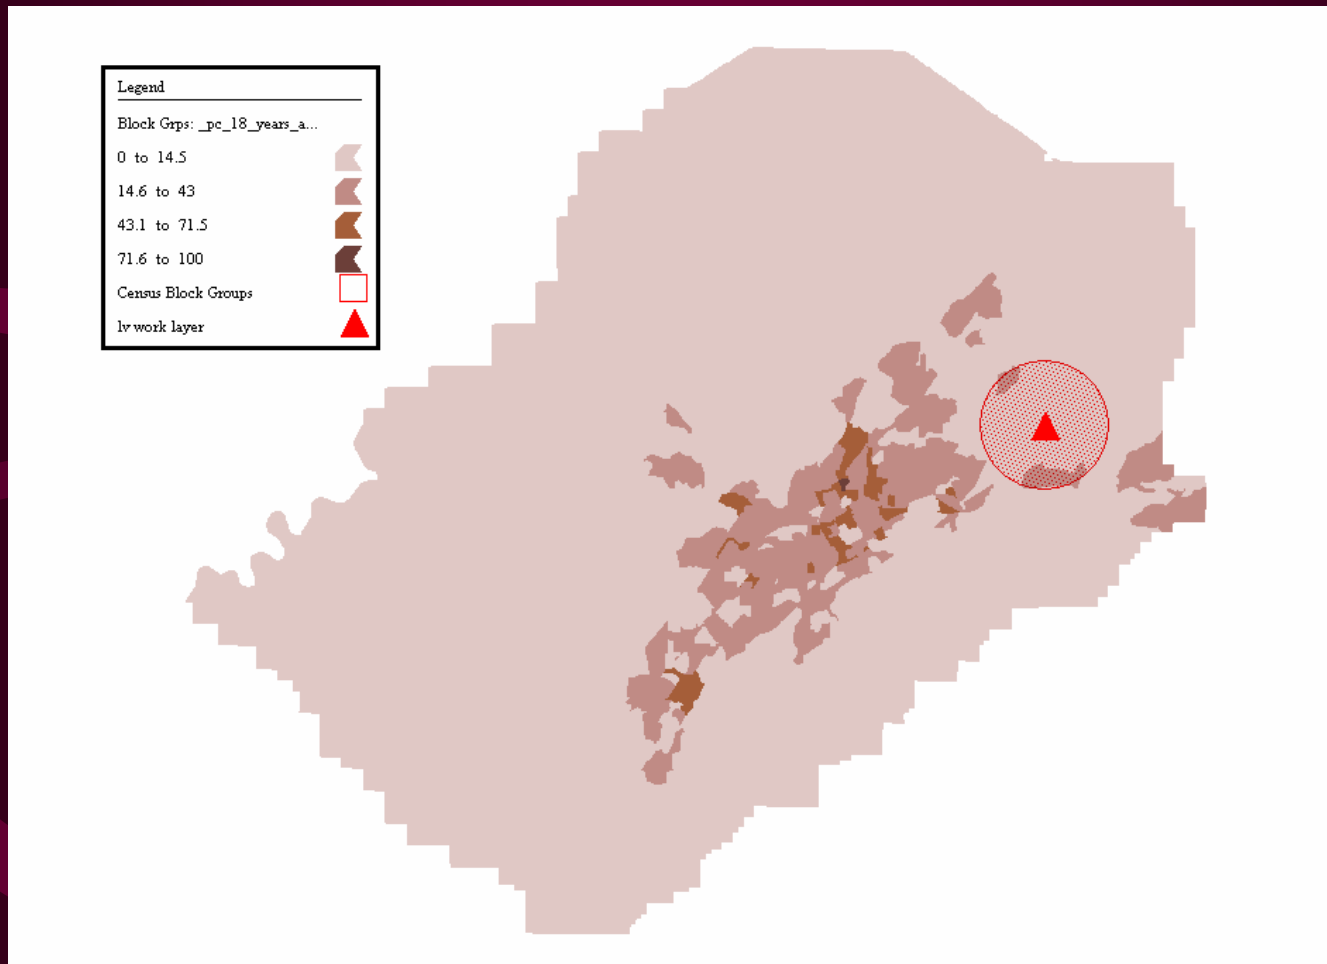 Legend
Block Grps: _pc_18_years_a...
0 to 14.5
14.6 to 43
43.1 to 71.5
71.6 to 100
Census Block Groups
lv work layer